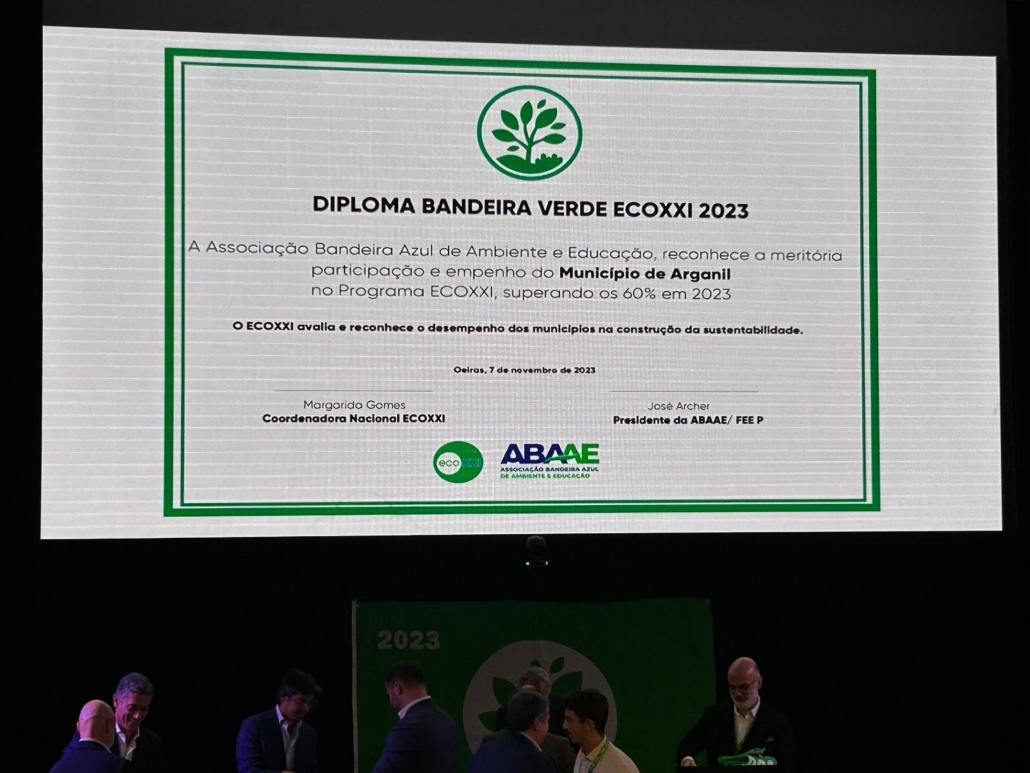 DIPLOMA BANDEIRA VERDE ECOXXI 2023
A Associação Bandeira Azul de Ambiente e Educação, reconhece a meritória
participação e empenho do Município de Arganil
no Programa ECOXXI, superando os 60% em 2023
O ECOXXI avalia e reconhece o desempenho dos municípios na construção da sustentabilidade.
Oeiras, 7 de novembro de 2023
Margarida Gomes
Coordenadora Nacional ECOXXI
José Archer
Presidente da ABAAE/ FEE P
eco
ABAAE
ASSOCIAÇÃO BANDEIRA AZUL
DE AMBIENTE E EDUCAÇÃO
2023